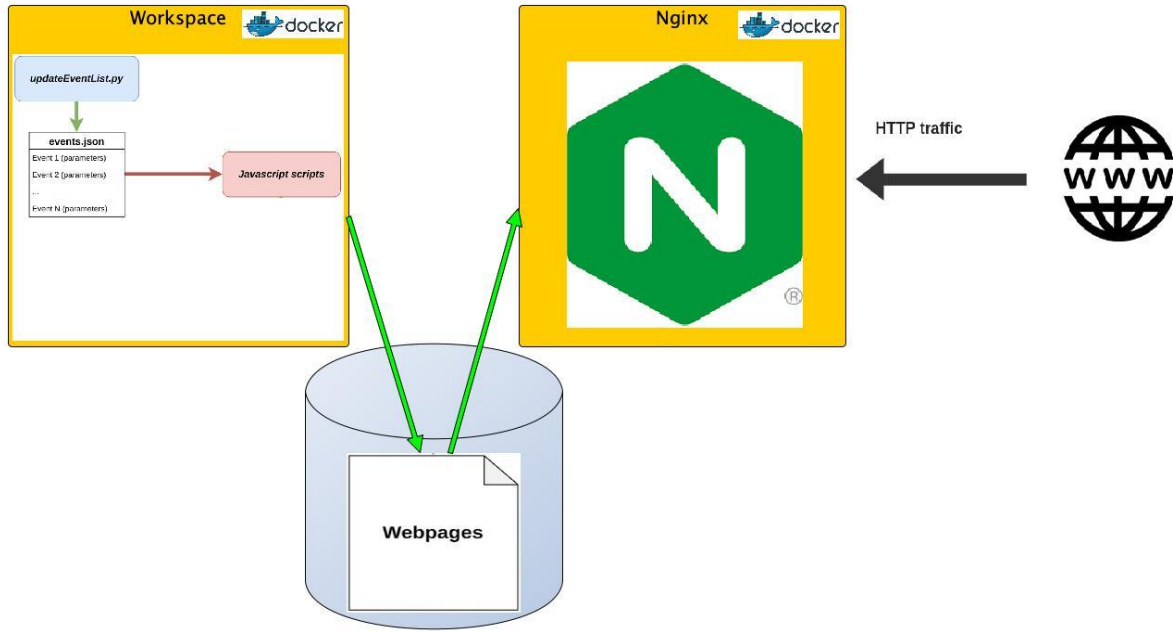 Workspace
docker
updateEventList.py
events.json
Event 1 (parameters)
Event 2 (parameters)
...
Event N (parameters)
Javascript scripts
Nginx
docker
N
®
HTTP traffic
WWW
Webpages